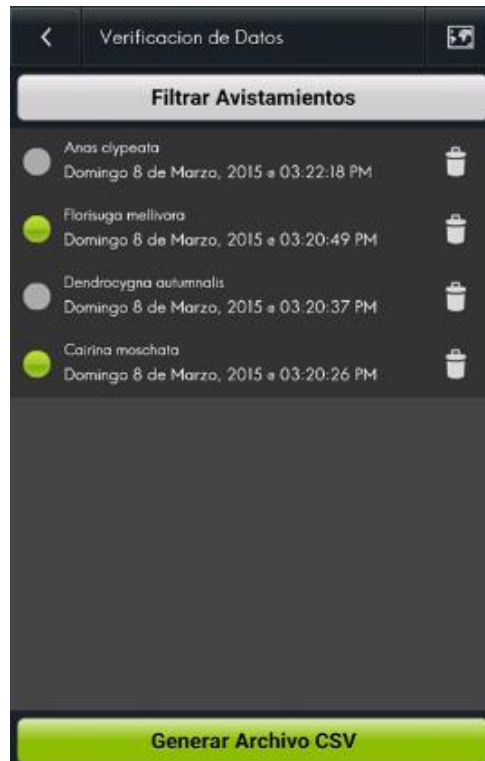 Verificacion de Datos
Filtrar Avistamientos
Anas clypeata
Domingo 8 de Marzo, 2015 a 03:22:18 PM
Florisuga mellivora
Domingo 8 de Marzo, 2015 a 03:20:49 PM
Dendrocygna autumnalis
Domingo 8 de Marzo, 2015 a 03:20:37 PM
Cairina moschata
Domingo 8 de Marzo, 2015 a 03:20:26 PM
Generar Archivo CSV